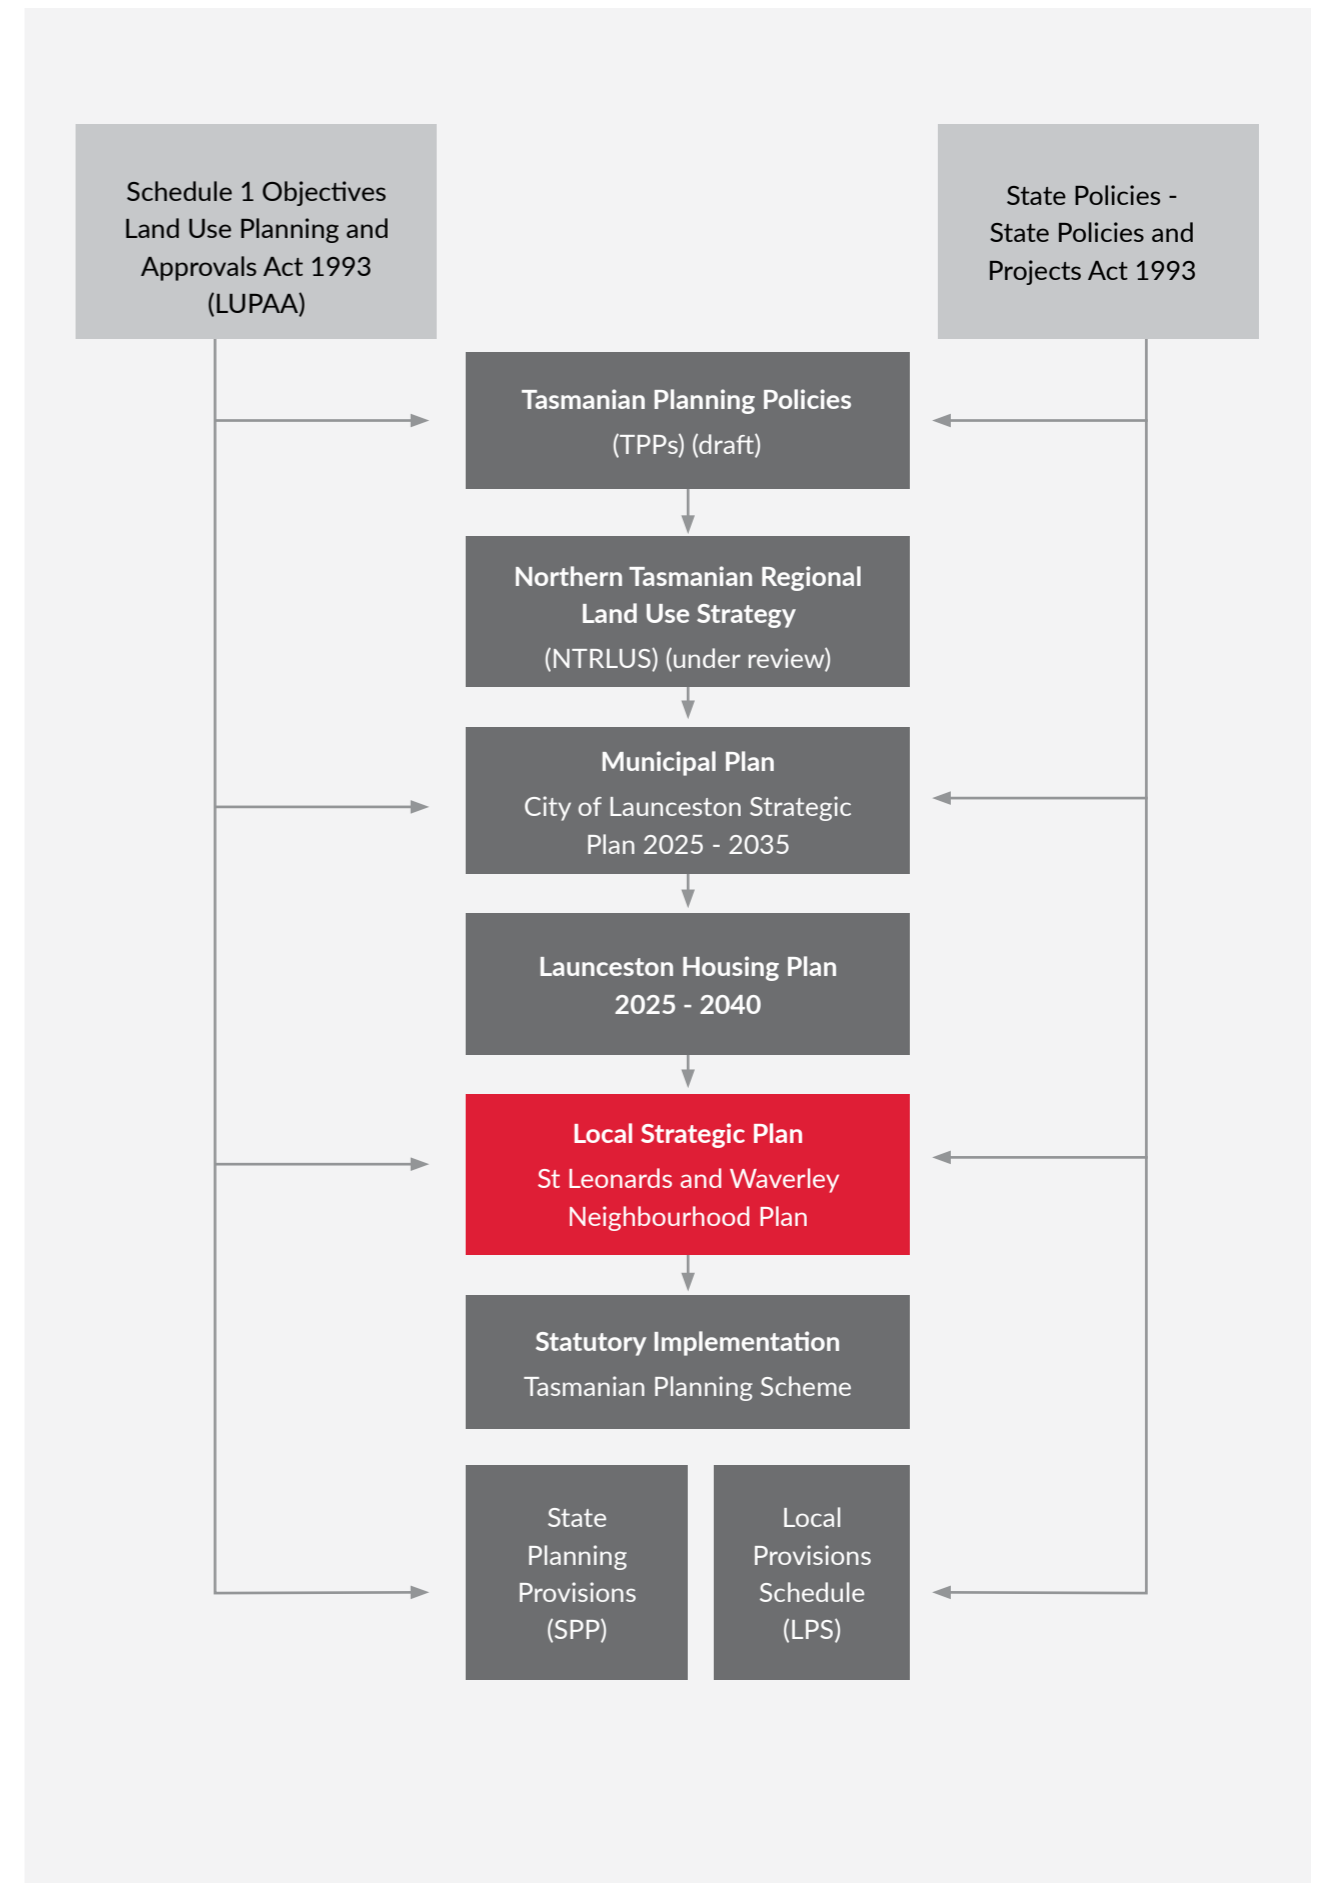 Schedule 1 Objectives
Land Use Planning and
Approvals Act 1993
(LUPAA)
State Policies -
State Policies and
Projects Act 1993
Tasmanian Planning Policies
(TPPs) (draft)
Northern Tasmanian Regional
Land Use Strategy
(NTRLUS) (under review)
Municipal Plan
City of Launceston Strategic
Plan 2025 - 2035
Launceston Housing Plan
2025 - 2040
Local Strategic Plan
St Leonards and Waverley
Neighbourhood Plan
Statutory Implementation
Tasmanian Planning Scheme
State
Planning
Provisions
(SPP)
Local
Provisions
Schedule
(LPS)